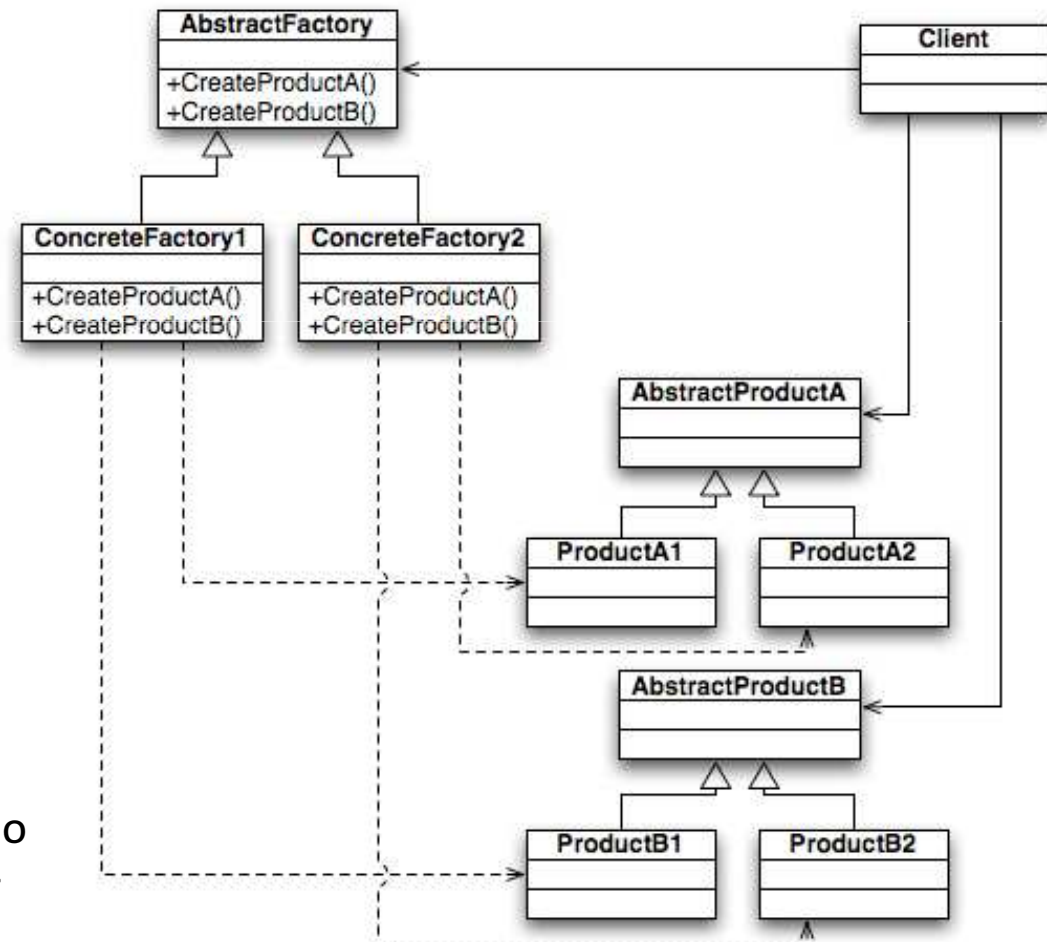 AbstractFactory
+CreateProductA()
+CreateProductB()
Client
ConcreteFactory1
+CreateProductA()
+CreateProductB()
ConcreteFactory2
+CreateProductA()
+CreateProductB()
AbstractProductA
ProductA1
ProductA2
AbstractProductB
ProductB1
ProductB2
o